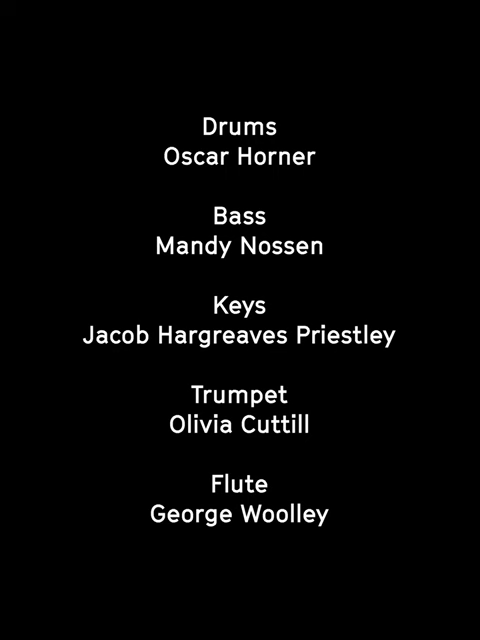 Drums
Oscar Horner
Bass
Mandy Nossen
Keys
Jacob Hargreaves Priestley
Trumpet
Olivia Cuttill
Flute
George Woolley